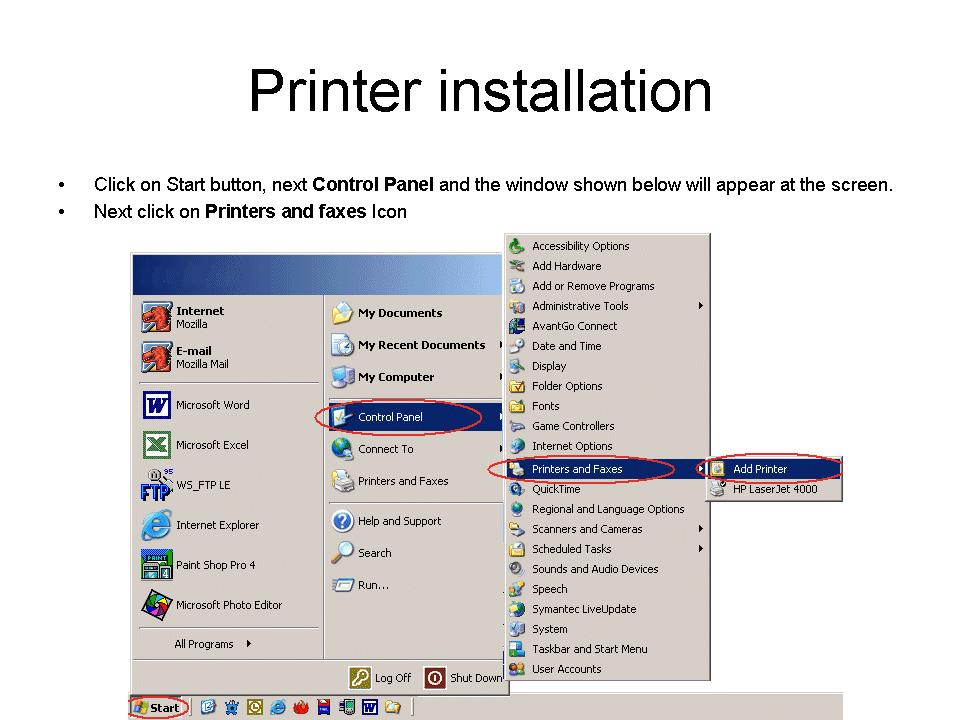 Printer installation
• Click on Start button, next Control Panel and the window shown below will appear at the screen.
• Next click on Printers and faxes Icon
Internet
Mozilla
E-mail
Mozilla Mail
Microsoft Word
Microsoft Excel
95
FTP
WS_FTP LE
Internet Explorer
PAINT
SHOP
4
Paint Shop Pro 4
Microsoft Photo Editor
All Programs
My Documents
My Recent Documents
My Computer
Control Panel
Connect To
Printers and Faxes
Help and Support
Search
Run...
Log Off
Shut Down
Accessibility Options
Add Hardware
Add or Remove Programs
Administrative Tools
AvantGo Connect
Date and Time
Display
Folder Options
Fonts
Game Controllers
Internet Options
Printers and Faxes
QuickTime
Regional and Language Options
Scanners and Cameras
Scheduled Tasks
Sounds and Audio Devices
Speech
Symantec LiveUpdate
System
Taskbar and Start Menu
User Accounts
Add Printer
HP LaserJet 4000
Start